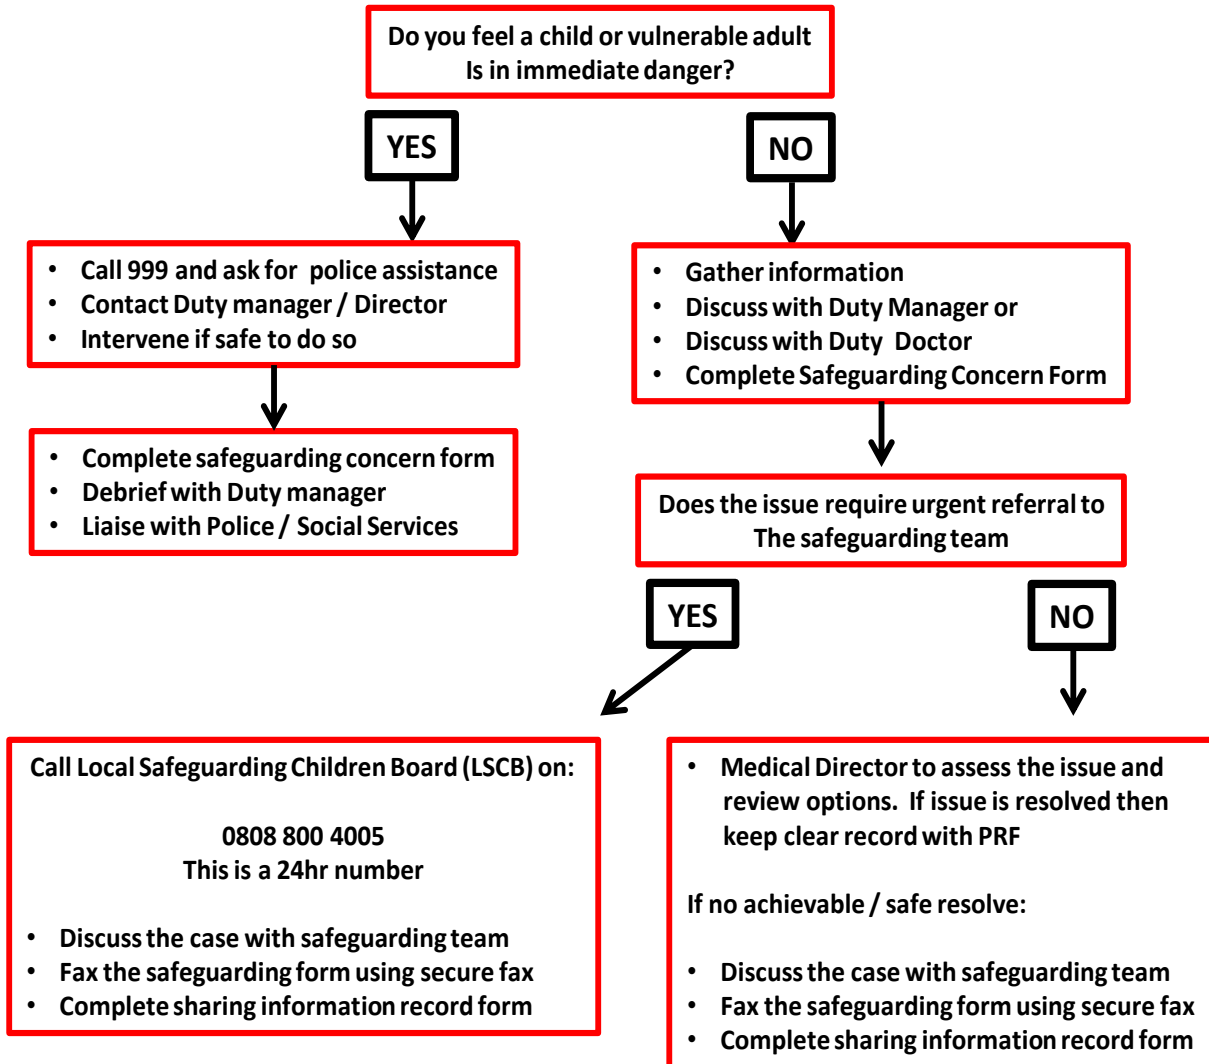 Do you feel a child or vulnerable adult
Is in immediate danger?
YES
NO
• Call 999 and ask for police assistance
• Contact Duty manager / Director
• Intervene if safe to do so
• Gather information
• Discuss with Duty Manager or
• Discuss with Duty Doctor
• Complete Safeguarding Concern Form
• Complete safeguarding concern form
• Debrief with Duty manager
• Liaise with Police / Social Services
Does the issue require urgent referral to
The safeguarding team
YES
NO
Call Local Safeguarding Children Board (LSCB) on:
0808 800 4005
This is a 24hr number
• Discuss the case with safeguarding team
• Fax the safeguarding form using secure fax
• Complete sharing information record form
• Medical Director to assess the issue and
review options. If issue is resolved then
keep clear record with PRF
If no achievable / safe resolve:
• Discuss the case with safeguarding team
• Fax the safeguarding form using secure fax
• Complete sharing information record form